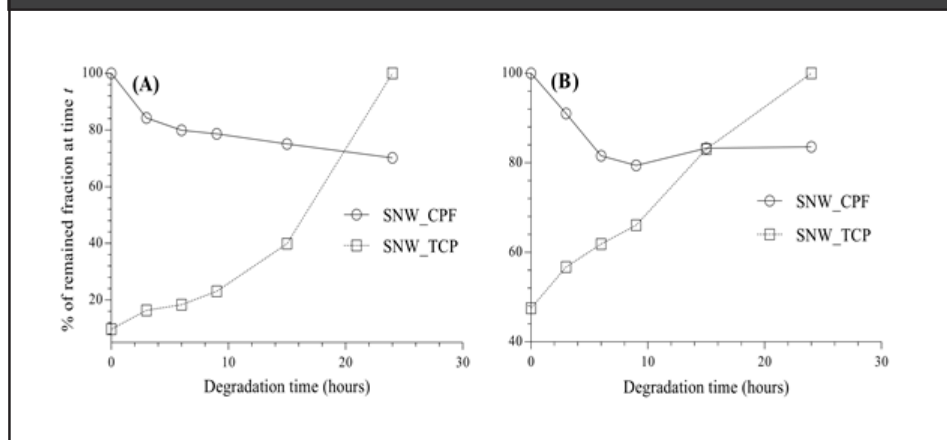 % of remained fraction at time t
100
80
60
40
20
(A)
SNW_CPF
SNW_TCP
0
10
20
30
Degradation time (hours)
100
80
60
40
(B)
SNW_CPF
SNW_TCP
0
10
20
30
Degradation time (hours)